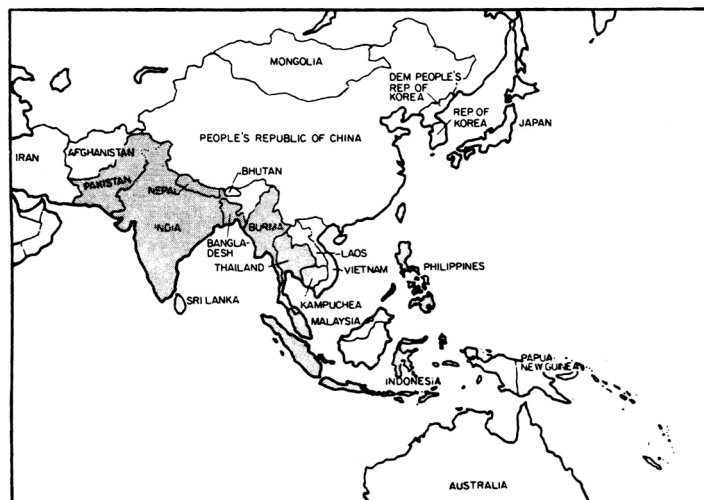 MONGOLIA
DEM PEOPLE'S
REP OF
KOREA
REP OF
KOREA
JAPAN
PEOPLE'S REPUBLIC OF CHINA
IRAN
AFGHANISTAN
PAKISTAN
NEPAL
BHUTAN
INDIA
BURMA
BANGLA-
DESH
LAOS
THAILAND
VIETNAM
PHILIPPINES
KAMPUCHEA
SRI LANKA
MALAYSIA
PAPUA
NEW GUINEA
INDONESIA
AUSTRALIA